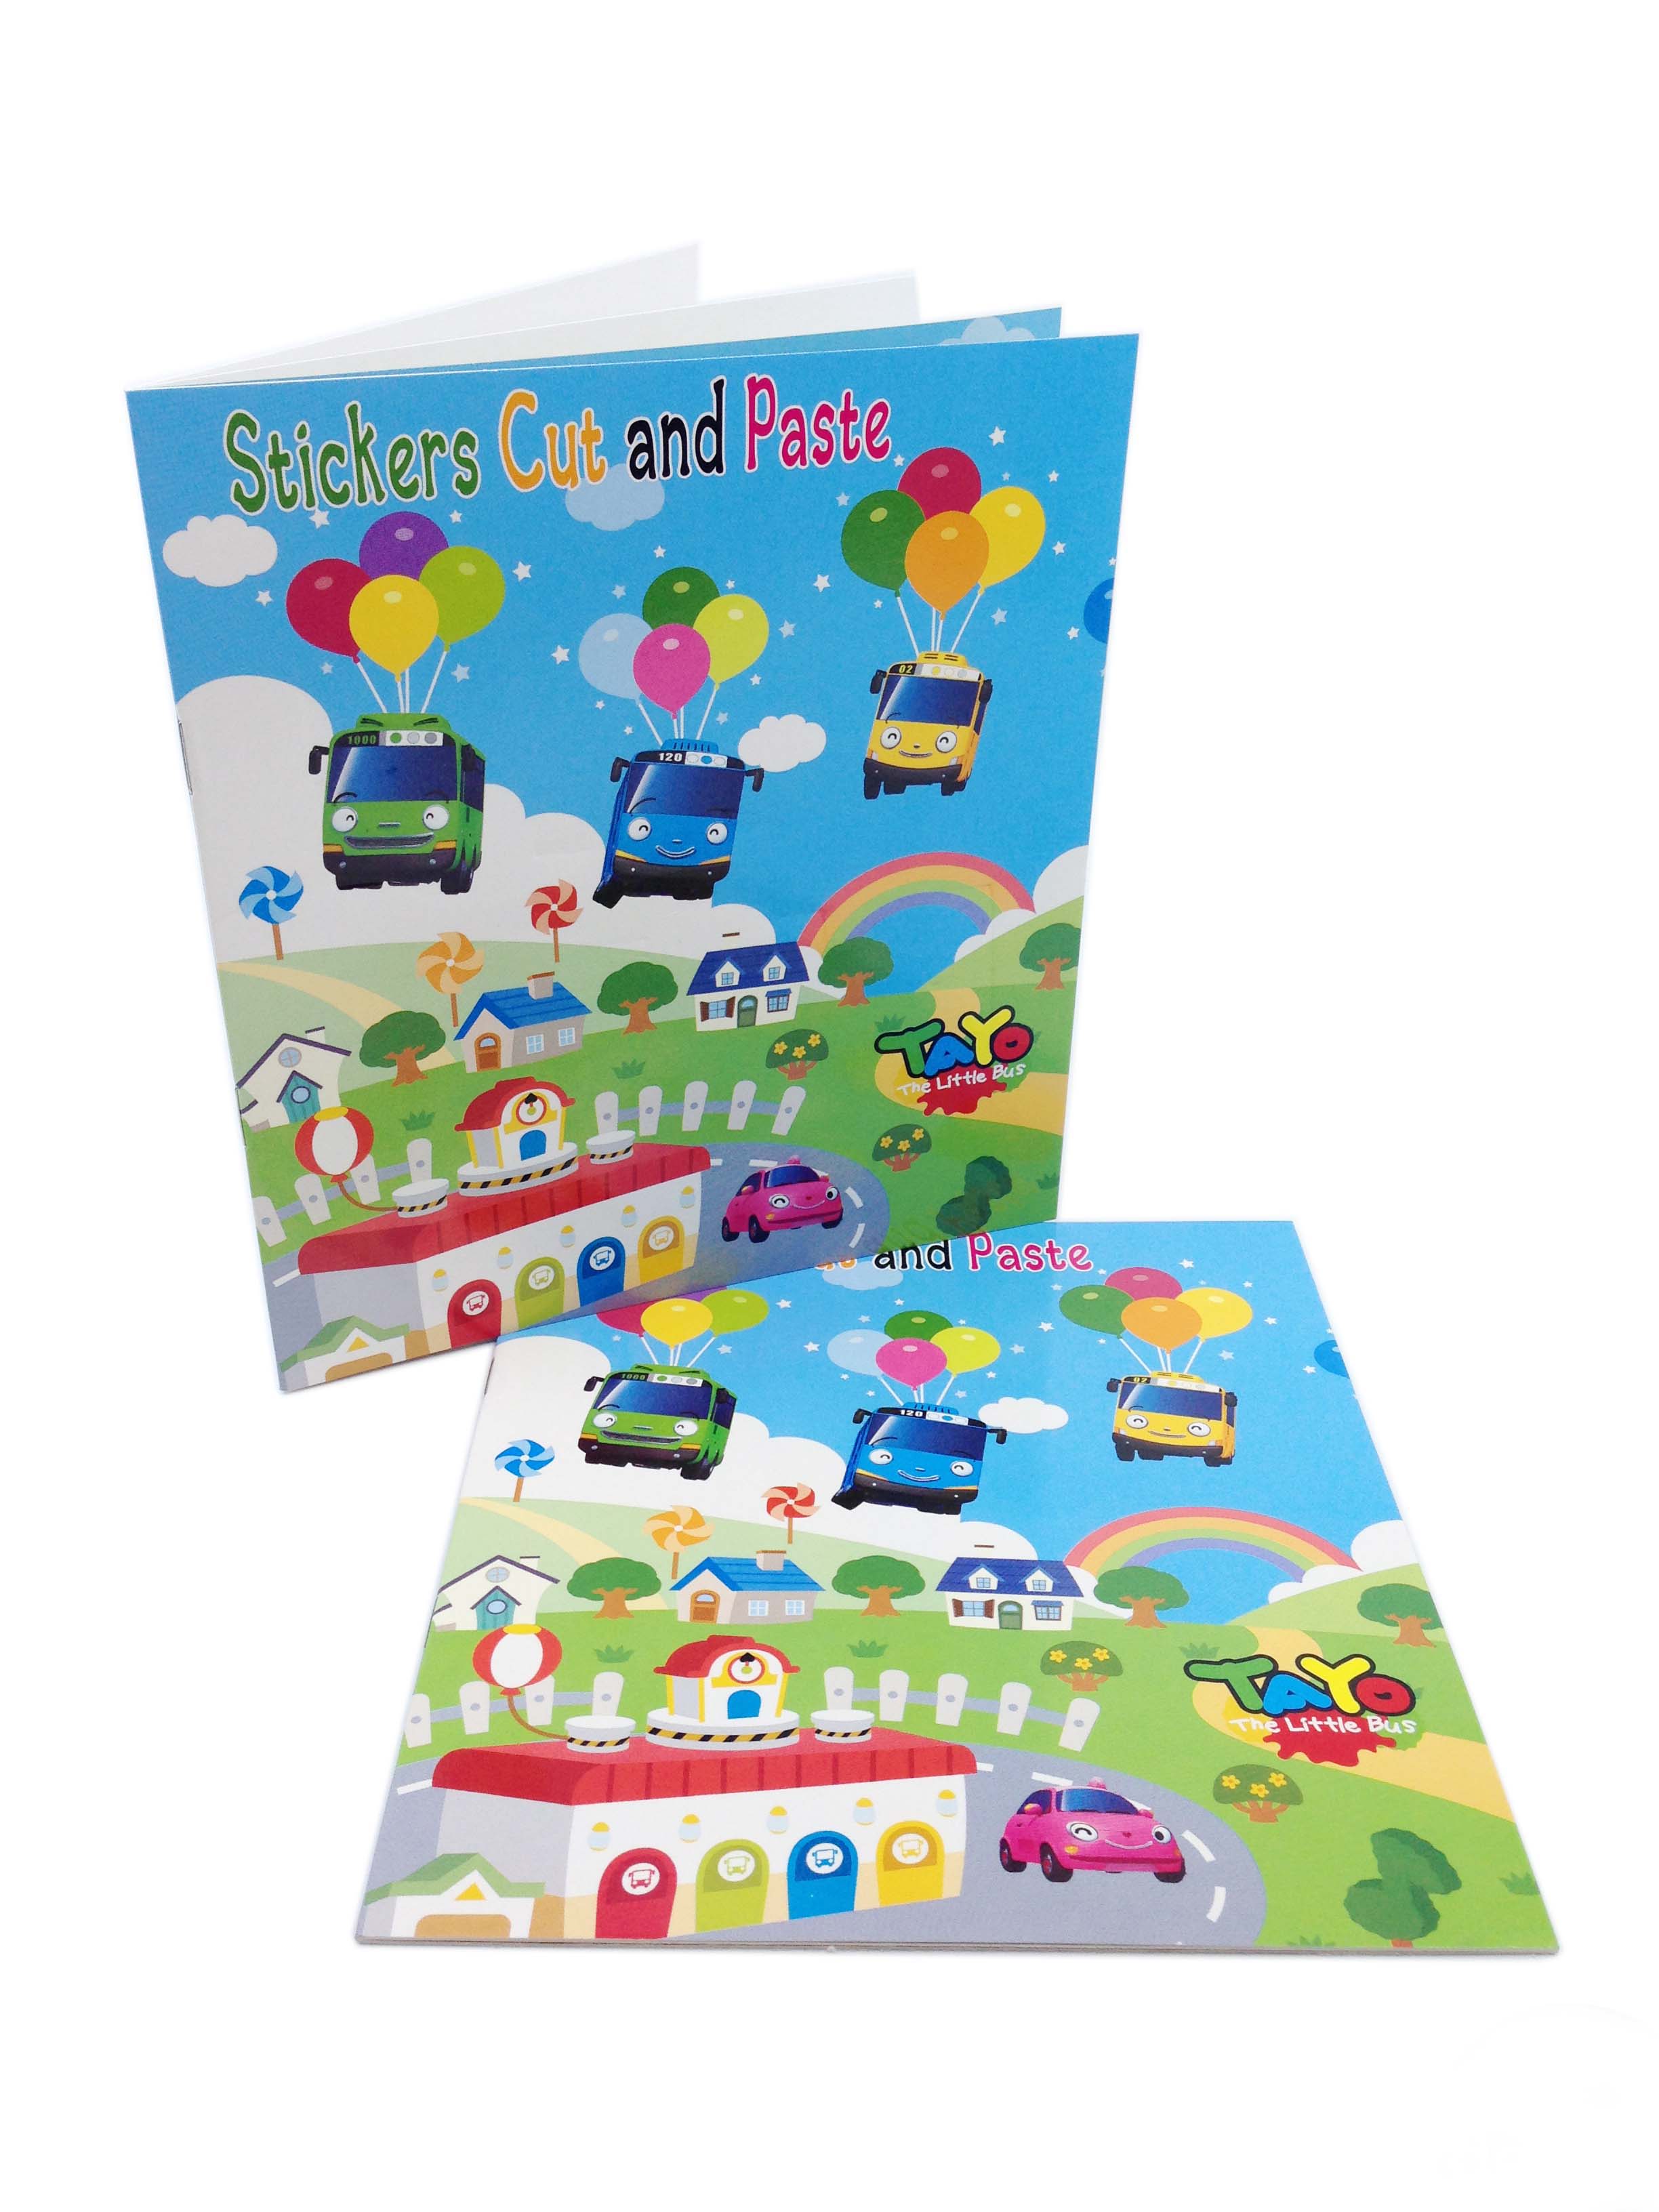 Stickers Cut and Paste
1000
120
02
TAYO
The Little Bus
and Paste
1000
120
02
TAYO
The Little Bus